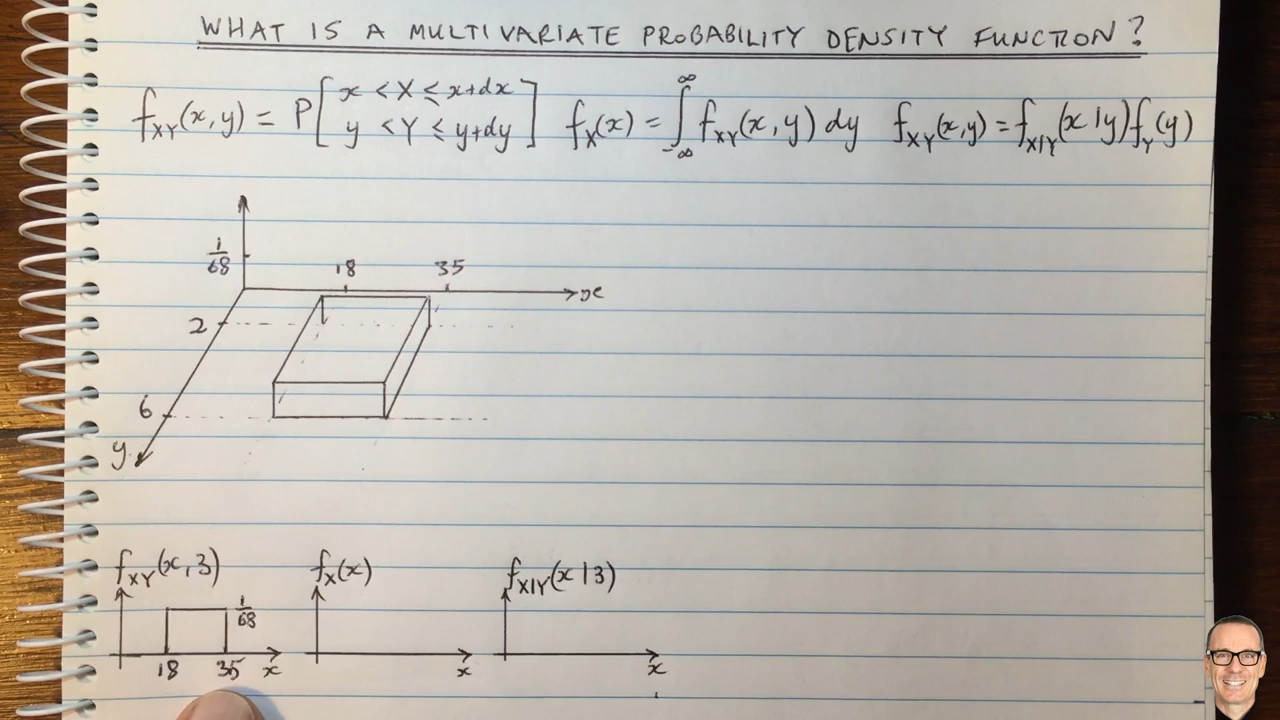 WHAT IS A MULTIVARIATE PROBABILITY DENSITY FUNCTION?
f_XY(x,y) = P[x < X ≤ x+dx, y < Y ≤ y+dy] f_X(x) = ∫_{-∞}^{∞} f_XY(x,y) dy f_XY(x,y) = f_X|Y(x|y) f_Y(y)
1/68
18 35
x
2
6
y
f_XY(x,3) f_X(x) f_X|Y(x|3)
1/68
18 35 x x x